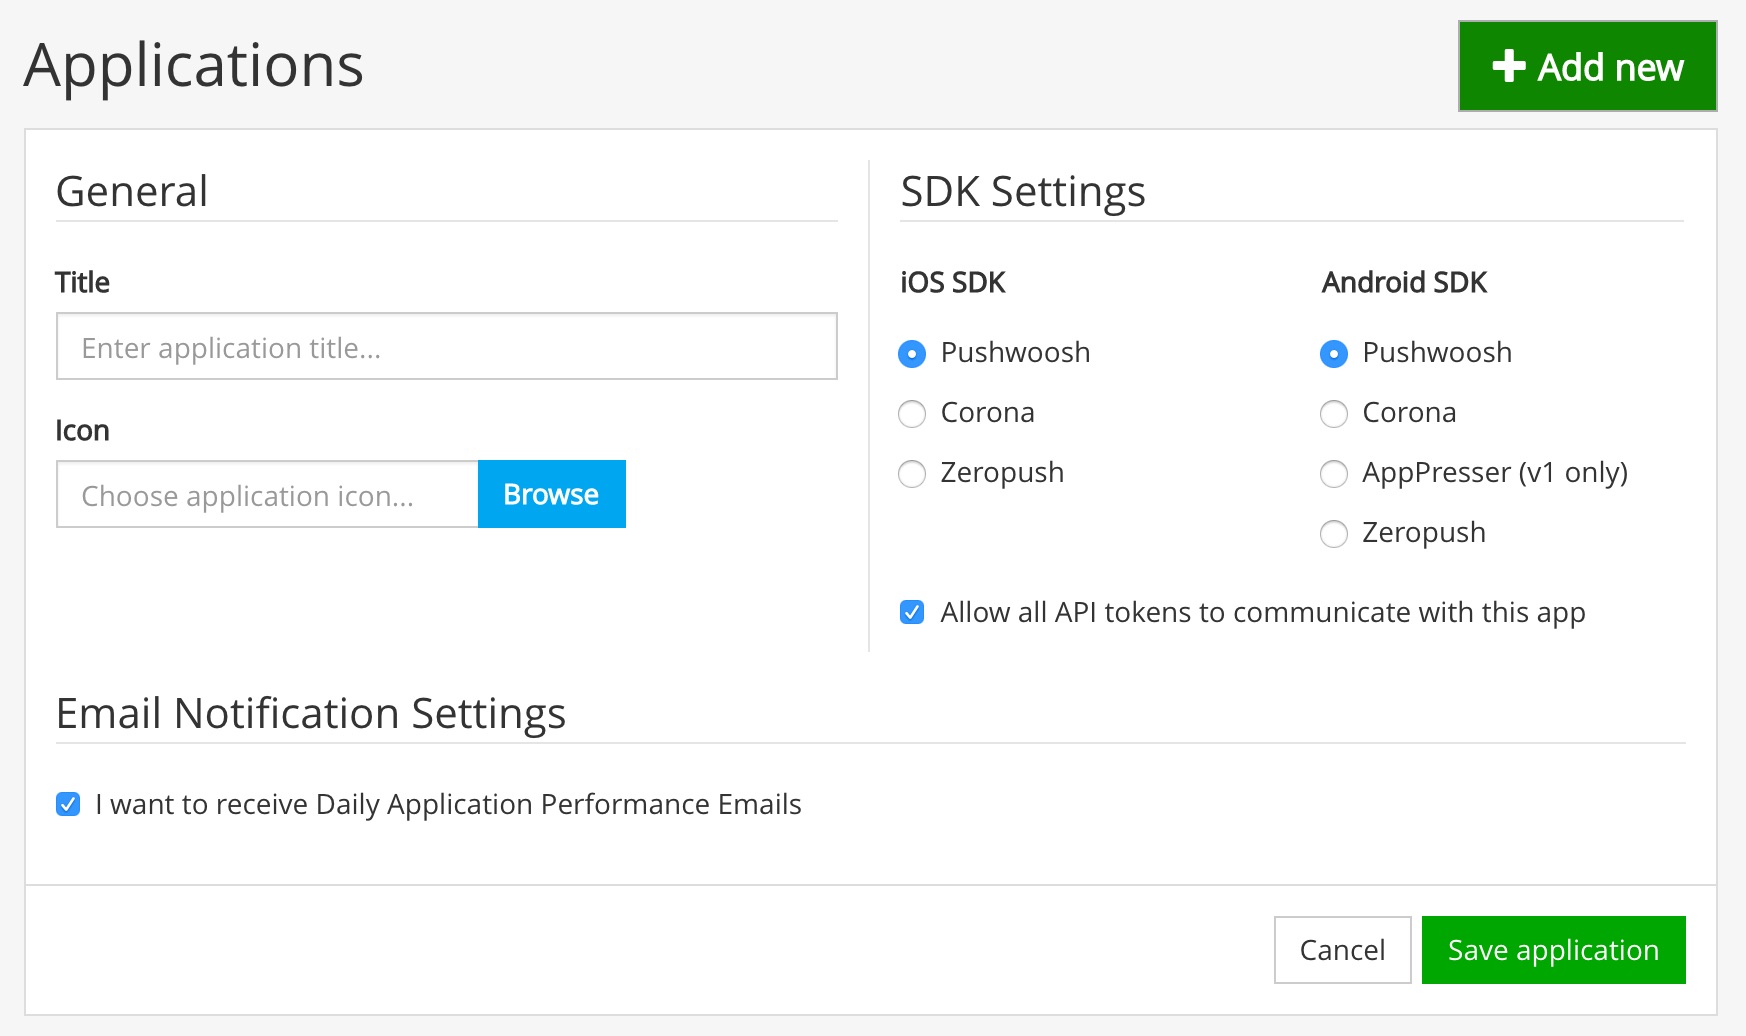 Applications
Add new
General
Title
Enter application title...
Icon
Choose application icon...
Browse
SDK Settings
iOS SDK
Pushwoosh
Corona
Zeropush
Android SDK
Pushwoosh
Corona
AppPresser (v1 only)
Zeropush
Allow all API tokens to communicate with this app
Email Notification Settings
I want to receive Daily Application Performance Emails
Cancel
Save application